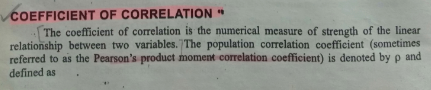 COEFFICIENT OF CORRELATION "
The coefficient of correlation is the numerical measure of strength of the linear
relationship between two variables. The population correlation coefficient (sometimes
referred to as the Pearson's product moment correlation coefficient) is denoted by ρ and
defined as